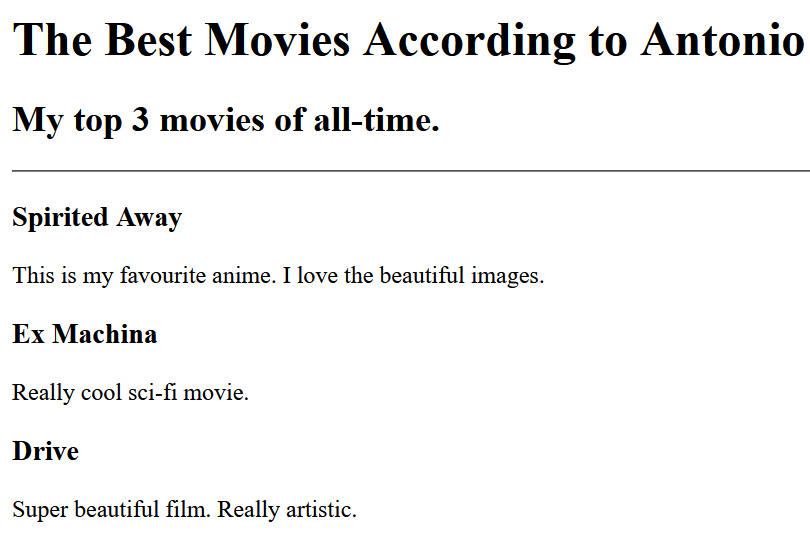 The Best Movies According to Antonio
My top 3 movies of all-time.
Spirited Away
This is my favourite anime. I love the beautiful images.
Ex Machina
Really cool sci-fi movie.
Drive
Super beautiful film. Really artistic.